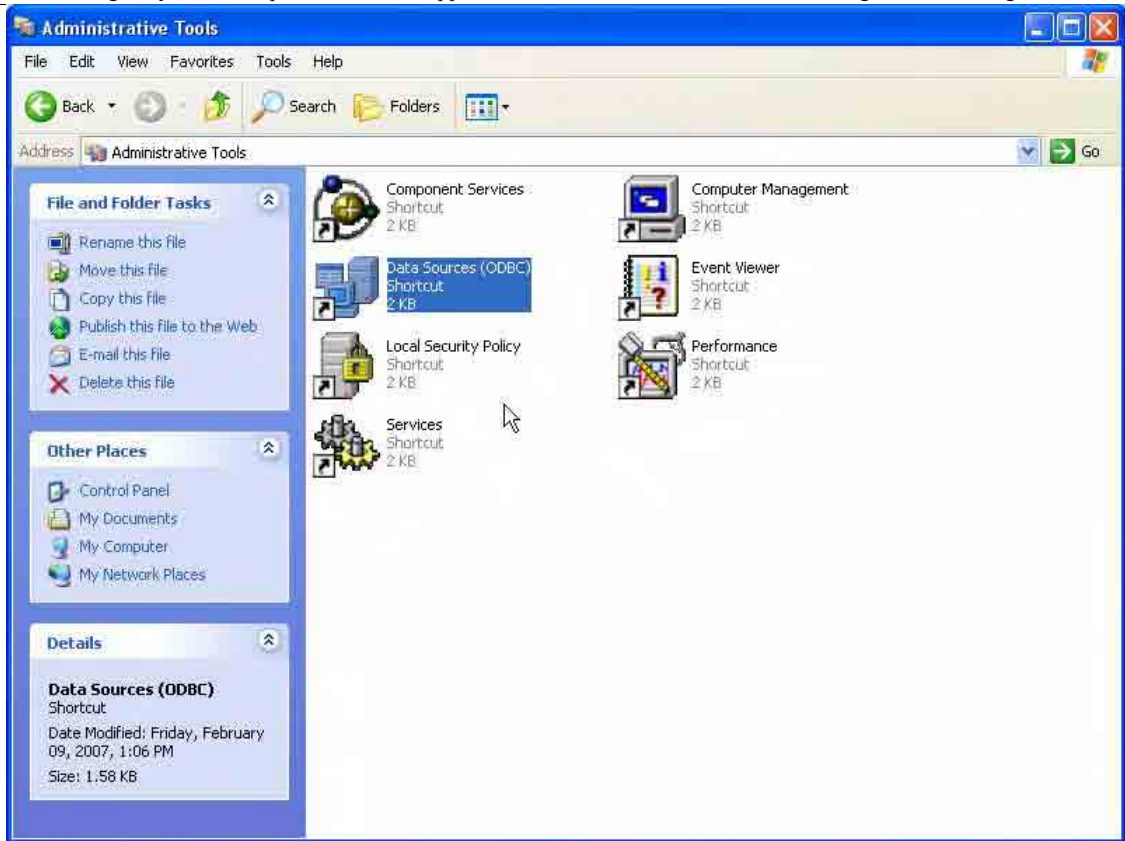 Administrative Tools
File Edit View Favorites Tools Help
Back Search Folders
Address Administrative Tools Go
File and Folder Tasks
Rename this file
Move this file
Copy this file
Publish this file to the Web
E-mail this file
Delete this file
Other Places
Control Panel
My Documents
My Computer
My Network Places
Details
Data Sources (ODBC)
Shortcut
Date Modified: Friday, February
09, 2007, 1:06 PM
Size: 1.58 KB
Component Services
Shortcut
2 KB
Computer Management
Shortcut
2 KB
Data Sources (ODBC)
Shortcut
2 KB
Event Viewer
Shortcut
2 KB
Local Security Policy
Shortcut
2 KB
Performance
Shortcut
2 KB
Services
Shortcut
2 KB